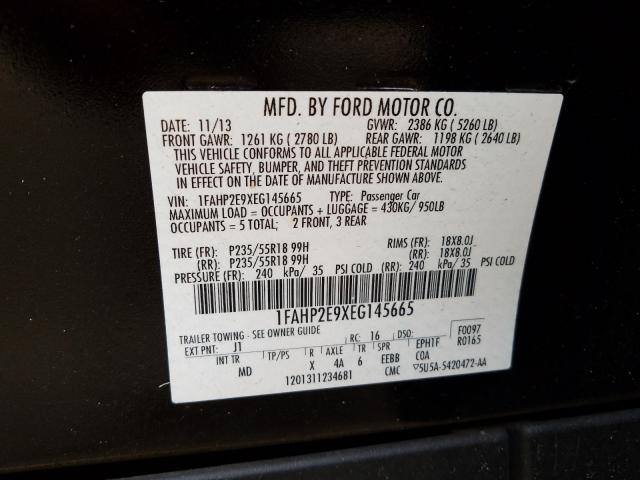 MFD. BY FORD MOTOR CO.
DATE: 11/13 GVWR: 2386 KG ( 5260 LB)
FRONT GAWR: 1261 KG ( 2780 LB) REAR GAWR: 1198 KG ( 2640 LB)
THIS VEHICLE CONFORMS TO ALL APPLICABLE FEDERAL MOTOR
VEHICLE SAFETY, BUMPER, AND THEFT PREVENTION STANDARDS
IN EFFECT ON THE DATE OF MANUFACTURE SHOWN ABOVE.
VIN: 1FAHP2E9XEG145665 TYPE: Passenger Car
MAXIMUM LOAD = OCCUPANTS + LUGGAGE = 430KG/ 950LB
OCCUPANTS = 5 TOTAL; 2 FRONT, 3 REAR
TIRE (FR): P235/55R18 99H RIMS (FR): 18X8.0J
(RR): P235/55R18 99H (RR): 18X8.0J
PRESSURE (FR): 240 kPa/ 35 PSI COLD (RR): 240 kPa/ 35 PSI COLD
1FAHP2E9XEG145665
TRAILER TOWING - SEE OWNER GUIDE
EXT PNT: J1 RC: 16 DSO: F0097
INT TR TP/PS R AXLE TR SPR EPH1F R0165
MD X 4A 6 EEBB COA
1201311234681 CMC 5U5A-5420472-AA